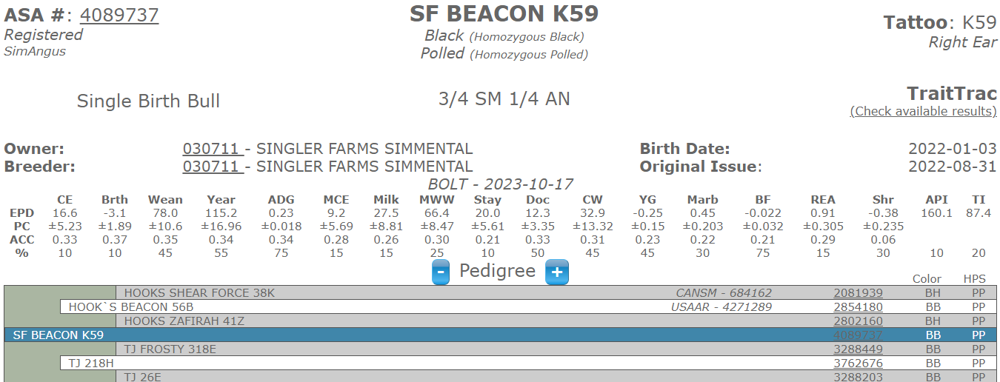 ASA #: 4089737 SF BEACON K59 Tattoo: K59
Registered Black (Homozygous Black) Right Ear
SimAngus Polled (Homozygous Polled)
Single Birth Bull 3/4 SM 1/4 AN TraitTrac
(Check available results)
Owner: 030711 - SINGLER FARMS SIMMENTAL Birth Date: 2022-01-03
Breeder: 030711 - SINGLER FARMS SIMMENTAL Original Issue: 2022-08-31
BOLT - 2023-10-17
CE Brth Wean Year ADG MCE Milk MWW Stay Doc CW YG Marb BF REA Shr API TI
EPD 16.6 -3.1 78.0 115.2 0.23 9.2 27.5 66.4 20.0 12.3 32.9 -0.25 0.45 -0.022 0.91 -0.38 160.1 87.4
PC ±5.23 ±1.89 ±10.6 ±16.96 ±0.018 ±5.69 ±8.81 ±8.47 ±5.61 ±3.35 ±13.32 ±0.15 ±0.203 ±0.032 ±0.305 ±0.235
ACC 0.33 0.37 0.35 0.34 0.34 0.28 0.26 0.30 0.21 0.33 0.31 0.23 0.22 0.21 0.29 0.06
% 10 10 45 55 75 15 15 25 10 50 45 45 30 75 15 30 10 20
- Pedigree +
Color HPS
HOOKS SHEAR FORCE 38K CANSM - 684162 2081939 BH PP
HOOK`S BEACON 56B USAAR - 4271289 2854180 BB PP
HOOKS ZAFIRAH 41Z 2802160 BH PP
SF BEACON K59 4089737 BB PP
TJ FROSTY 318E 3288449 BB PP
TJ 218H 3762676 BB PP
TJ 26E 3288203 BB PP